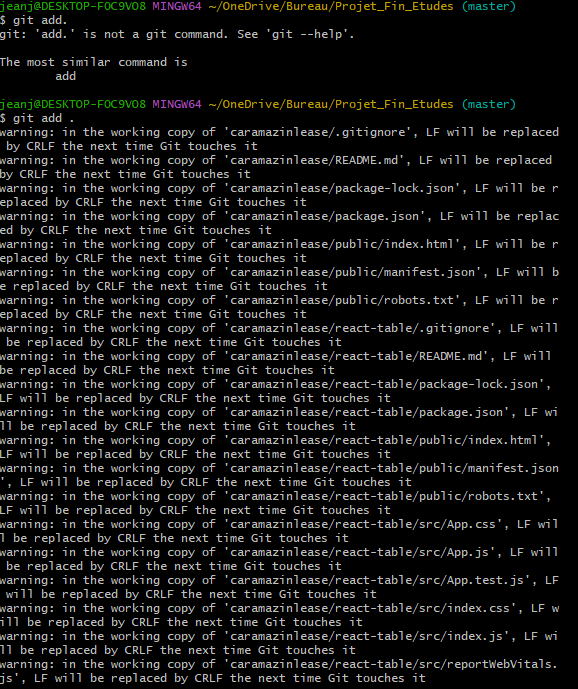 jeanj@DESKTOP-FOC9VO8 MINGW64 ~/OneDrive/Bureau/Projet_Fin_Etudes (master)
$ git add.
git: 'add.' is not a git command. See 'git --help'.
The most similar command is
add
jeanj@DESKTOP-FOC9VO8 MINGW64 ~/OneDrive/Bureau/Projet_Fin_Etudes (master)
$ git add .
warning: in the working copy of 'caramazinlease/.gitignore', LF will be replaced
 by CRLF the next time Git touches it
warning: in the working copy of 'caramazinlease/README.md', LF will be replaced
by CRLF the next time Git touches it
warning: in the working copy of 'caramazinlease/package-lock.json', LF will be r
eplaced by CRLF the next time Git touches it
warning: in the working copy of 'caramazinlease/package.json', LF will be replac
ed by CRLF the next time Git touches it
warning: in the working copy of 'caramazinlease/public/index.html', LF will be r
eplaced by CRLF the next time Git touches it
warning: in the working copy of 'caramazinlease/public/manifest.json', LF will b
e replaced by CRLF the next time Git touches it
warning: in the working copy of 'caramazinlease/public/robots.txt', LF will be r
eplaced by CRLF the next time Git touches it
warning: in the working copy of 'caramazinlease/react-table/.gitignore', LF will
 be replaced by CRLF the next time Git touches it
warning: in the working copy of 'caramazinlease/react-table/README.md', LF will
be replaced by CRLF the next time Git touches it
warning: in the working copy of 'caramazinlease/react-table/package-lock.json',
LF will be replaced by CRLF the next time Git touches it
warning: in the working copy of 'caramazinlease/react-table/package.json', LF wi
ll be replaced by CRLF the next time Git touches it
warning: in the working copy of 'caramazinlease/react-table/public/index.html',
LF will be replaced by CRLF the next time Git touches it
warning: in the working copy of 'caramazinlease/react-table/public/manifest.json
', LF will be replaced by CRLF the next time Git touches it
warning: in the working copy of 'caramazinlease/react-table/public/robots.txt',
LF will be replaced by CRLF the next time Git touches it
warning: in the working copy of 'caramazinlease/react-table/src/App.css', LF wil
l be replaced by CRLF the next time Git touches it
warning: in the working copy of 'caramazinlease/react-table/src/App.js', LF will
 be replaced by CRLF the next time Git touches it
warning: in the working copy of 'caramazinlease/react-table/src/App.test.js', LF
 will be replaced by CRLF the next time Git touches it
warning: in the working copy of 'caramazinlease/react-table/src/index.css', LF w
ill be replaced by CRLF the next time Git touches it
warning: in the working copy of 'caramazinlease/react-table/src/index.js', LF wi
ll be replaced by CRLF the next time Git touches it
warning: in the working copy of 'caramazinlease/react-table/src/reportWebVitals.
js', LF will be replaced by CRLF the next time Git touches it